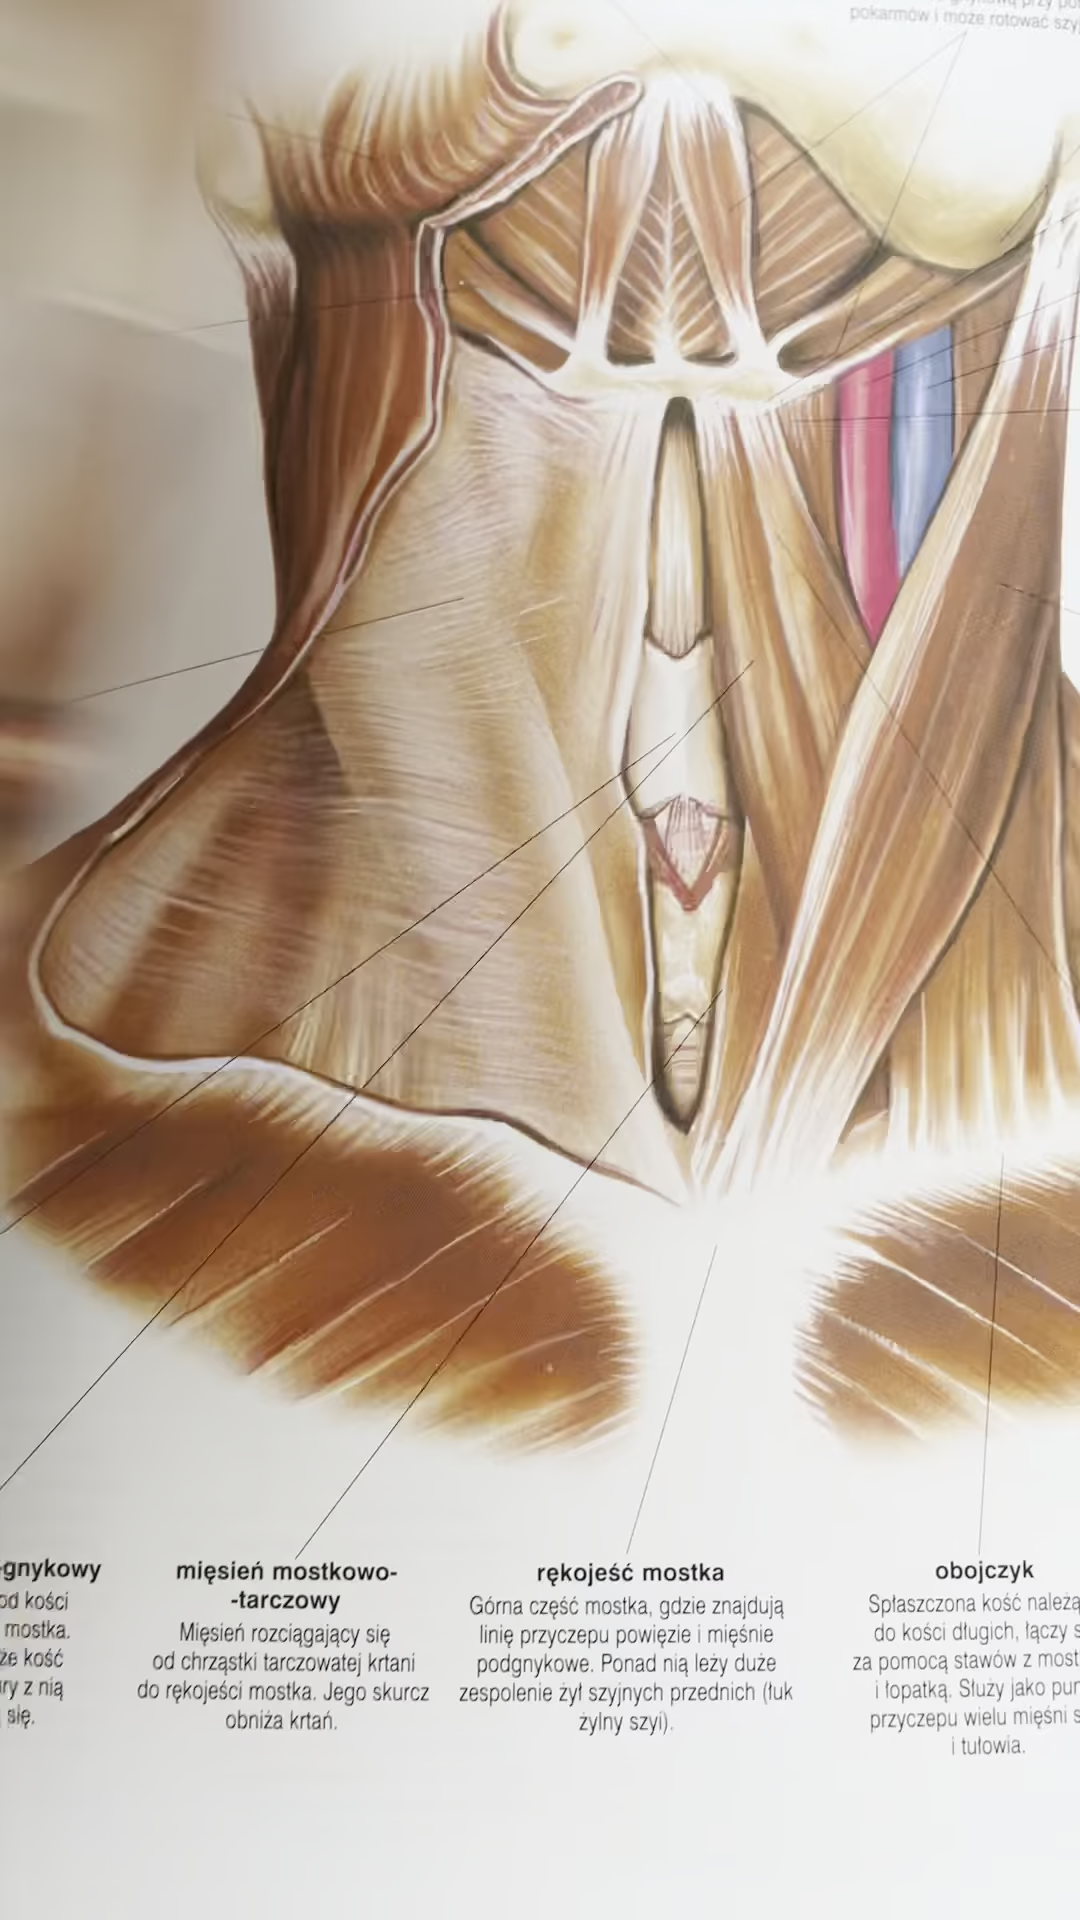 pokarmów i może rotować szyj
-gnykowy
od kości
mostka.
że kość
ry z nią
się.
mięsień mostkowo-
-tarczowy
Mięsień rozciągający się
od chrząstki tarczowatej krtani
do rękojeści mostka. Jego skurcz
obniża krtań.
rękojeść mostka
Górna część mostka, gdzie znajdują
linię przyczepu powięzie i mięśnie
podgnykowe. Ponad nią leży duże
zespolenie żył szyjnych przednich (łuk
żylny szyi).
obojczyk
Spłaszczona kość należą
do kości długich, łączy s
za pomocą stawów z most
i łopatką. Służy jako pun
przyczepu wielu mięśni s
i tułowia.